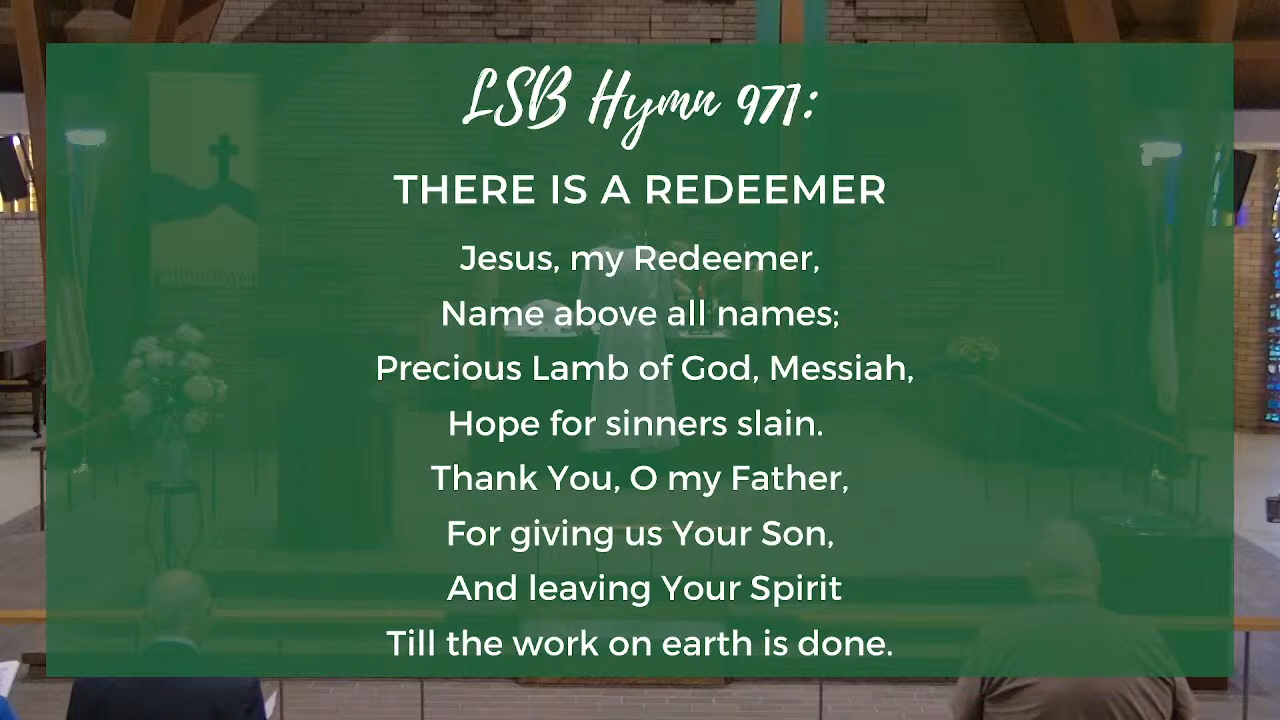 LSB Hymn 971:
THERE IS A REDEEMER
Jesus, my Redeemer,
Name above all names;
Precious Lamb of God, Messiah,
Hope for sinners slain.
Thank You, O my Father,
For giving us Your Son,
And leaving Your Spirit
Till the work on earth is done.